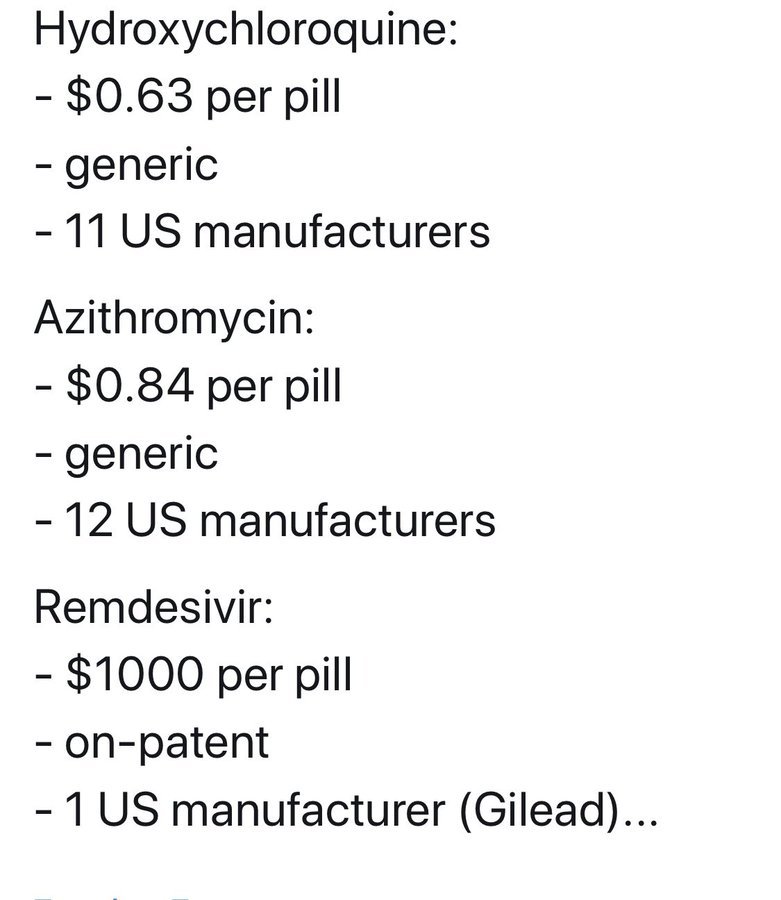 Hydroxychloroquine:
- $0.63 per pill
- generic
- 11 US manufacturers
Azithromycin:
- $0.84 per pill
- generic
- 12 US manufacturers
Remdesivir:
- $1000 per pill
- on-patent
- 1 US manufacturer (Gilead)...